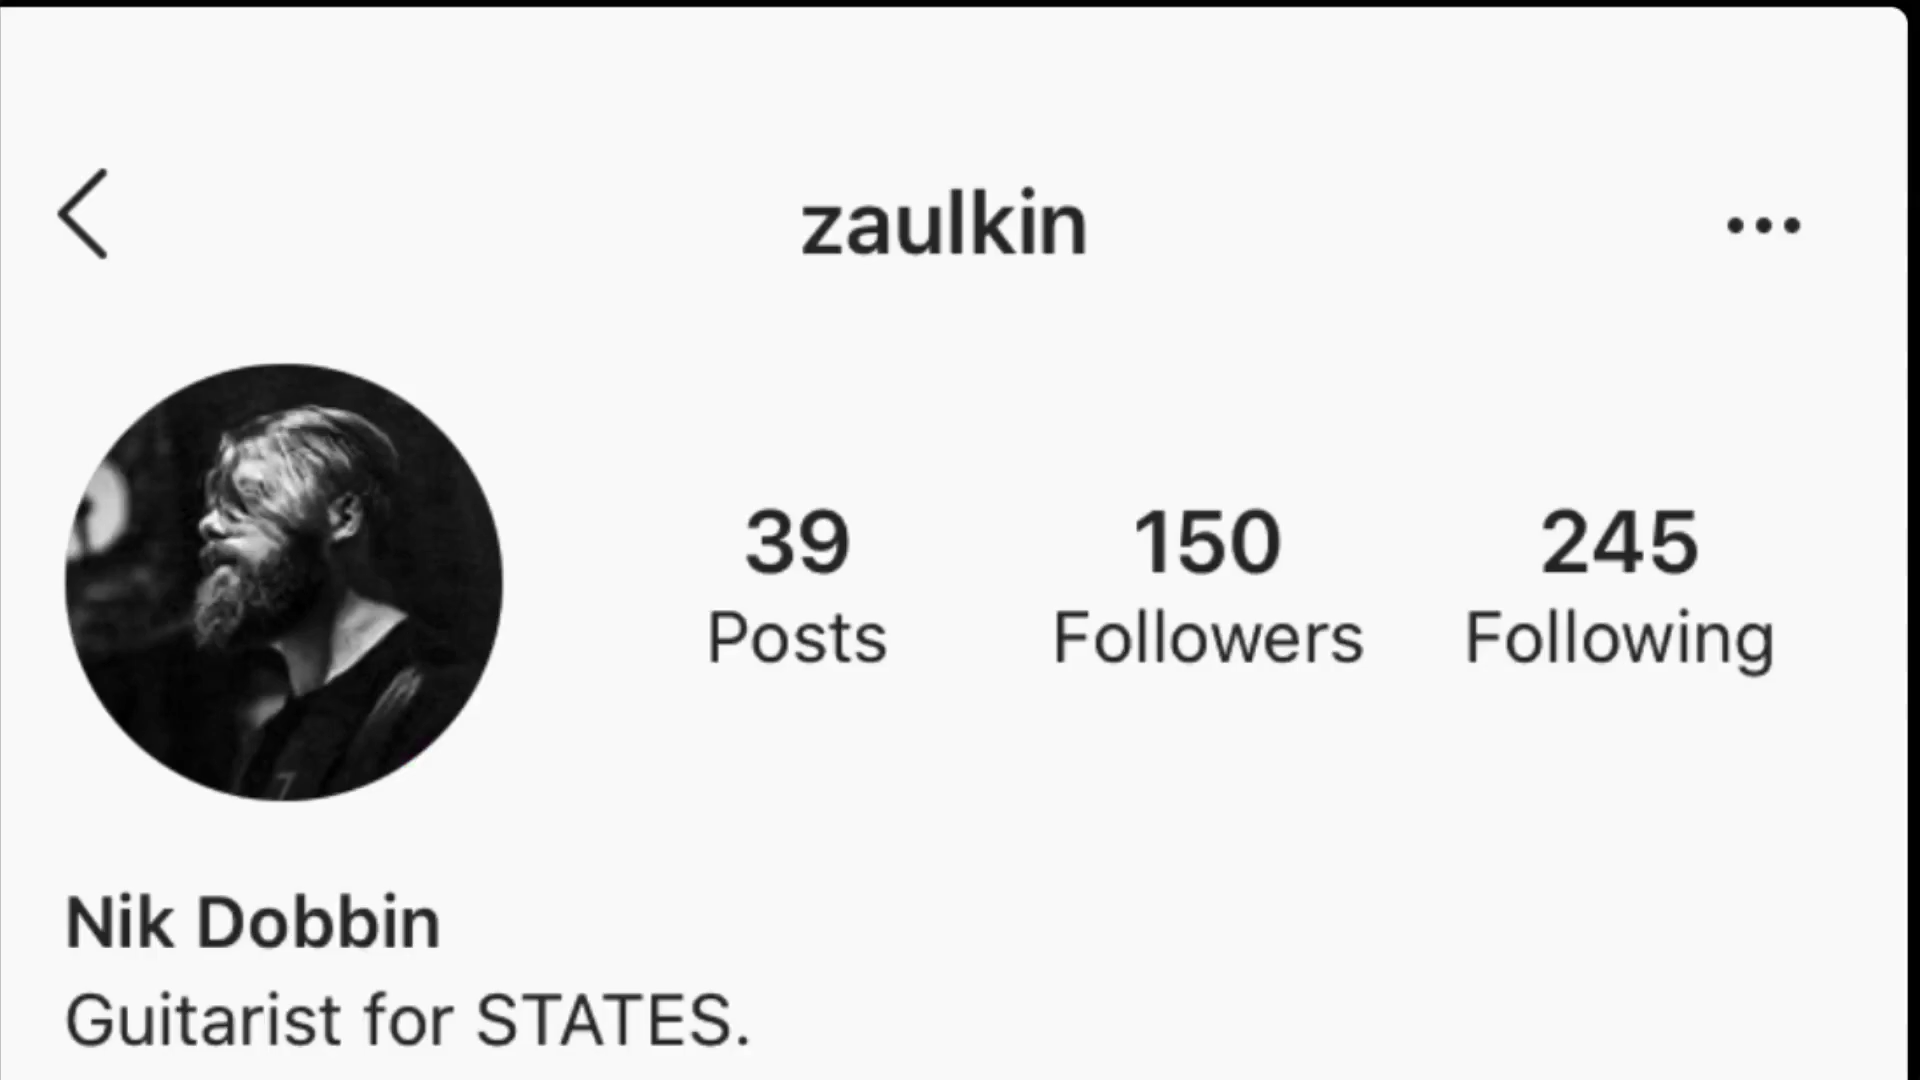 zaulkin
39 150 245
Posts Followers Following
Nik Dobbin
Guitarist for STATES.